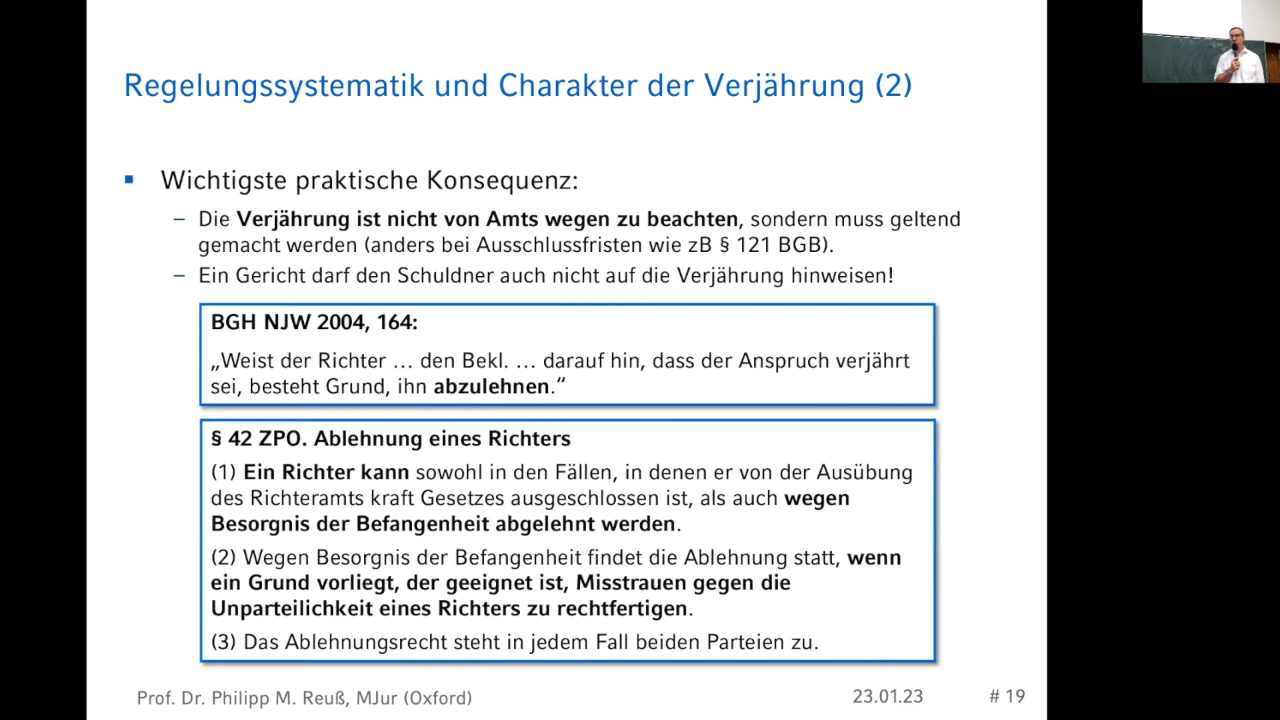 Regelungssystematik und Charakter der Verjährung (2)
▪ Wichtigste praktische Konsequenz:
– Die Verjährung ist nicht von Amts wegen zu beachten, sondern muss geltend
gemacht werden (anders bei Ausschlussfristen wie zB § 121 BGB).
– Ein Gericht darf den Schuldner auch nicht auf die Verjährung hinweisen!
BGH NJW 2004, 164:
„Weist der Richter … den Bekl. … darauf hin, dass der Anspruch verjährt
sei, besteht Grund, ihn abzulehnen.“
§ 42 ZPO. Ablehnung eines Richters
(1) Ein Richter kann sowohl in den Fällen, in denen er von der Ausübung
des Richteramts kraft Gesetzes ausgeschlossen ist, als auch wegen
Besorgnis der Befangenheit abgelehnt werden.
(2) Wegen Besorgnis der Befangenheit findet die Ablehnung statt, wenn
ein Grund vorliegt, der geeignet ist, Misstrauen gegen die
Unparteilichkeit eines Richters zu rechtfertigen.
(3) Das Ablehnungsrecht steht in jedem Fall beiden Parteien zu.
Prof. Dr. Philipp M. Reuß, MJur (Oxford)
23.01.23
# 19